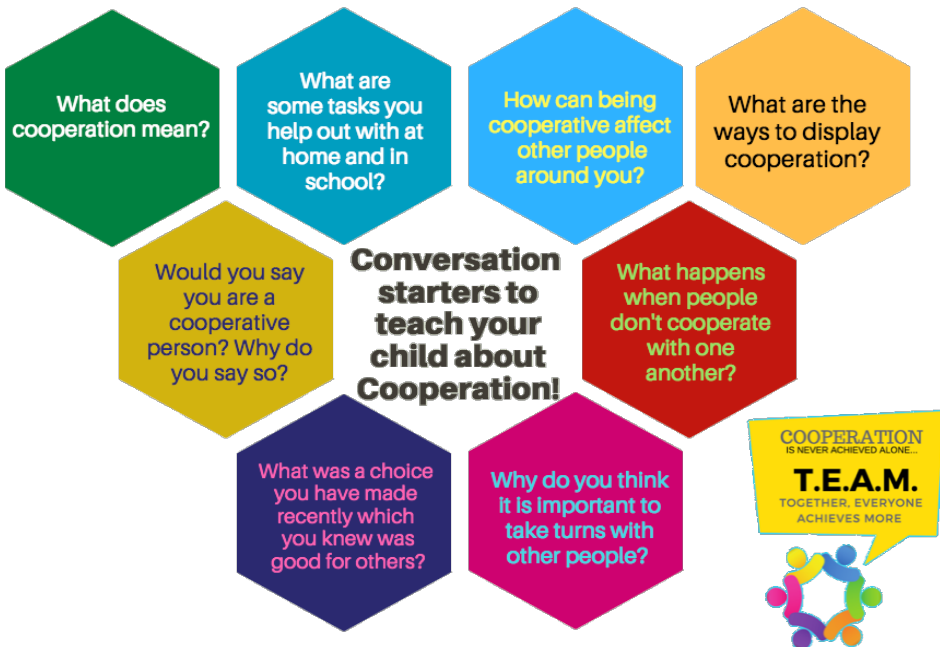 What does
cooperation mean?
What are
some tasks you
help out with at
home and in
school?
How can being
cooperative affect
other people
around you?
What are the
ways to display
cooperation?
Would you say
you are a
cooperative
person? Why do
you say so?
Conversation
starters to
teach your
child about
Cooperation!
What happens
when people
don't cooperate
with one
another?
What was a choice
you have made
recently which
you knew was
good for others?
Why do you think
it is important to
take turns with
other people?
COOPERATION
IS NEVER ACHIEVED ALONE...
T.E.A.M.
TOGETHER, EVERYONE
ACHIEVES MORE